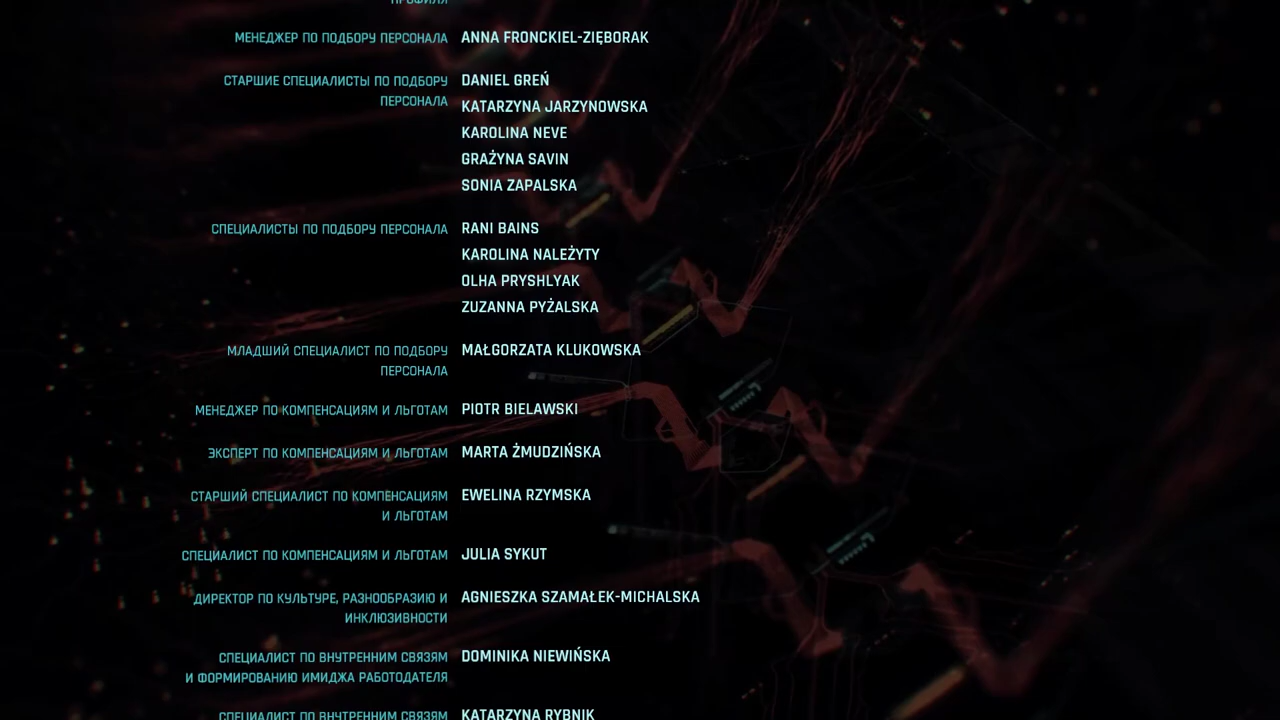 ПРОФИЛЯ
МЕНЕДЖЕР ПО ПОДБОРУ ПЕРСОНАЛА ANNA FRONCKIEL-ZIĘBORAK
СТАРШИЕ СПЕЦИАЛИСТЫ ПО ПОДБОРУ DANIEL GREŃ
ПЕРСОНАЛА KATARZYNA JARZYNOWSKA
KAROLINA NEVE
GRAŻYNA SAVIN
SONIA ZAPALSKA
СПЕЦИАЛИСТЫ ПО ПОДБОРУ ПЕРСОНАЛА RANI BAINS
KAROLINA NALEŻYTY
OLHA PRYSHLYAK
ZUZANNA PYŻALSKA
МЛАДШИЙ СПЕЦИАЛИСТ ПО ПОДБОРУ MAŁGORZATA KLUKOWSKA
ПЕРСОНАЛА
МЕНЕДЖЕР ПО КОМПЕНСАЦИЯМ И ЛЬГОТАМ PIOTR BIELAWSKI
ЭКСПЕРТ ПО КОМПЕНСАЦИЯМ И ЛЬГОТАМ MARTA ŻMUDZIŃSKA
СТАРШИЙ СПЕЦИАЛИСТ ПО КОМПЕНСАЦИЯМ EWELINA RZYMSKA
И ЛЬГОТАМ
СПЕЦИАЛИСТ ПО КОМПЕНСАЦИЯМ И ЛЬГОТАМ JULIA SYKUT
ДИРЕКТОР ПО КУЛЬТУРЕ, РАЗНООБРАЗИЮ И AGNIESZKA SZAMAŁEK-MICHALSKA
ИНКЛЮЗИВНОСТИ
СПЕЦИАЛИСТ ПО ВНУТРЕННИМ СВЯЗЯМ DOMINIKA NIEWIŃSKA
И ФОРМИРОВАНИЮ ИМИДЖА РАБОТОДАТЕЛЯ
СПЕЦИАЛИСТ ПО ВНУТРЕННИМ СВЯЗЯМ KATARZYNA RYBNIK